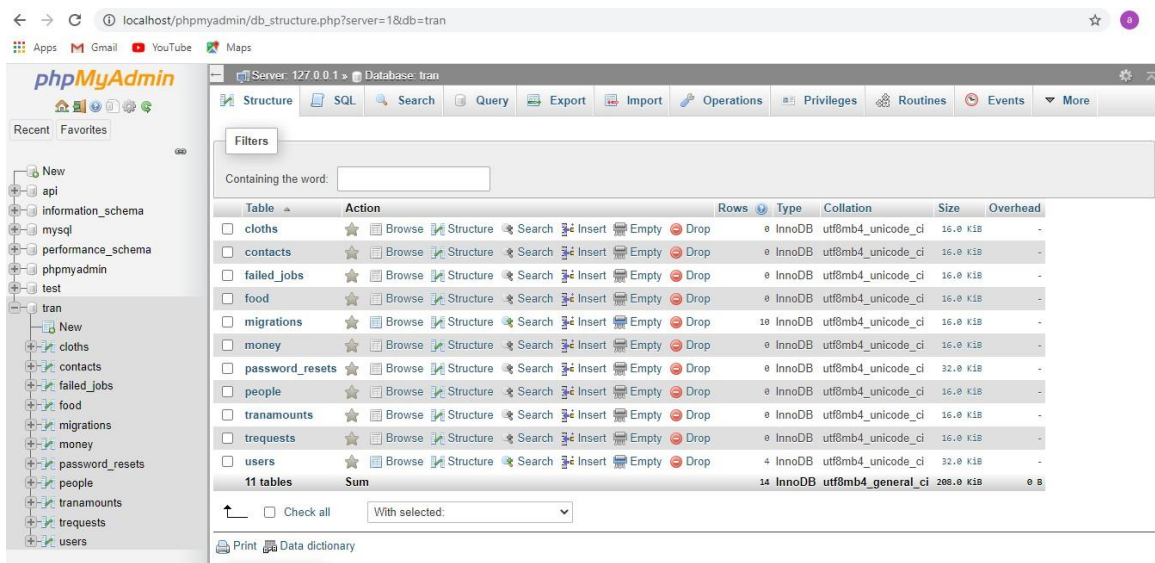 localhost/phpmyadmin/db_structure.php?server=1&db=tran
a
Apps Gmail YouTube Maps
phpMyAdmin
Recent Favorites
New
api
information_schema
mysql
performance_schema
phpmyadmin
test
tran
New
cloths
contacts
failed_jobs
food
migrations
money
password_resets
people
tranamounts
trequests
users
Server: 127.0.0.1 » Database: tran
Structure SQL Search Query Export Import Operations Privileges Routines Events More
Filters
Containing the word:
Table Action Rows Type Collation Size Overhead
cloths Browse Structure Search Insert Empty Drop 0 InnoDB utf8mb4_unicode_ci 16.0 KiB -
contacts Browse Structure Search Insert Empty Drop 0 InnoDB utf8mb4_unicode_ci 16.0 KiB -
failed_jobs Browse Structure Search Insert Empty Drop 0 InnoDB utf8mb4_unicode_ci 16.0 KiB -
food Browse Structure Search Insert Empty Drop 0 InnoDB utf8mb4_unicode_ci 16.0 KiB -
migrations Browse Structure Search Insert Empty Drop 10 InnoDB utf8mb4_unicode_ci 16.0 KiB -
money Browse Structure Search Insert Empty Drop 0 InnoDB utf8mb4_unicode_ci 16.0 KiB -
password_resets Browse Structure Search Insert Empty Drop 0 InnoDB utf8mb4_unicode_ci 32.0 KiB -
people Browse Structure Search Insert Empty Drop 0 InnoDB utf8mb4_unicode_ci 16.0 KiB -
tranamounts Browse Structure Search Insert Empty Drop 0 InnoDB utf8mb4_unicode_ci 16.0 KiB -
trequests Browse Structure Search Insert Empty Drop 0 InnoDB utf8mb4_unicode_ci 16.0 KiB -
users Browse Structure Search Insert Empty Drop 4 InnoDB utf8mb4_unicode_ci 32.0 KiB -
11 tables Sum 14 InnoDB utf8mb4_general_ci 208.0 KiB 0 B
Check all With selected:
Print Data dictionary